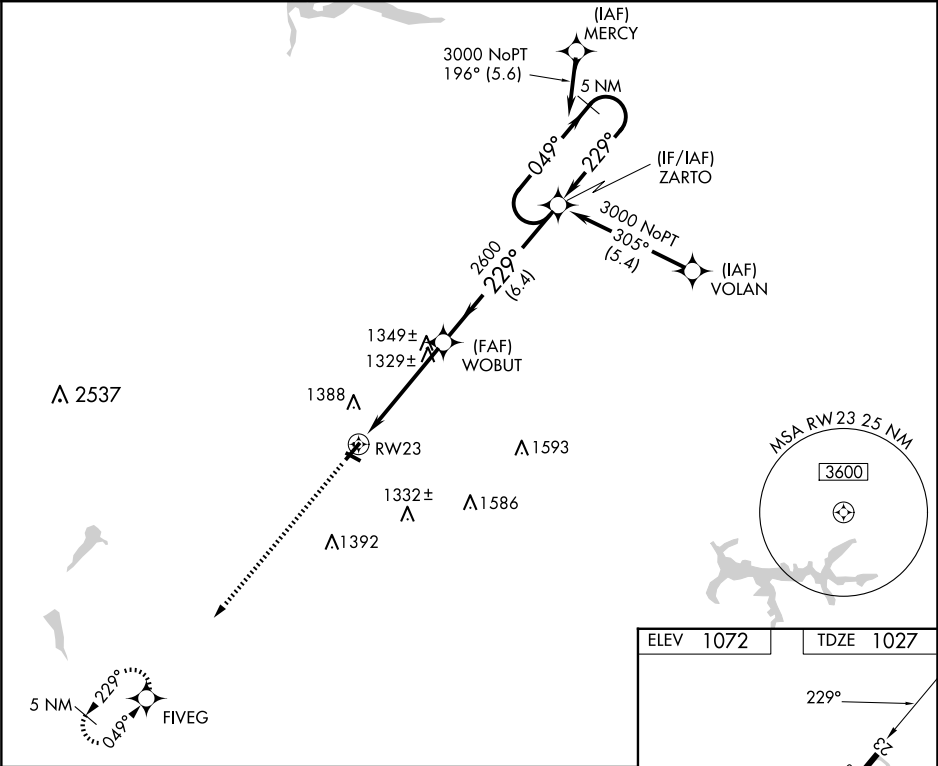 (IAF)
MERCY
3000 NoPT
196° (5.6)
5 NM
049°
229°
(IF/IAF)
ZARTO
3000 NoPT
305°
(5.4)
(IAF)
VOLAN
2600
229°
(6.4)
1349±
1329±
(FAF)
WOBUT
2537
1388
RW23
1593
MSA RW 23 25 NM
3600
1332±
1586
1392
ELEV 1072
TDZE 1027
229°
23
5 NM
229°
049°
FIVEG